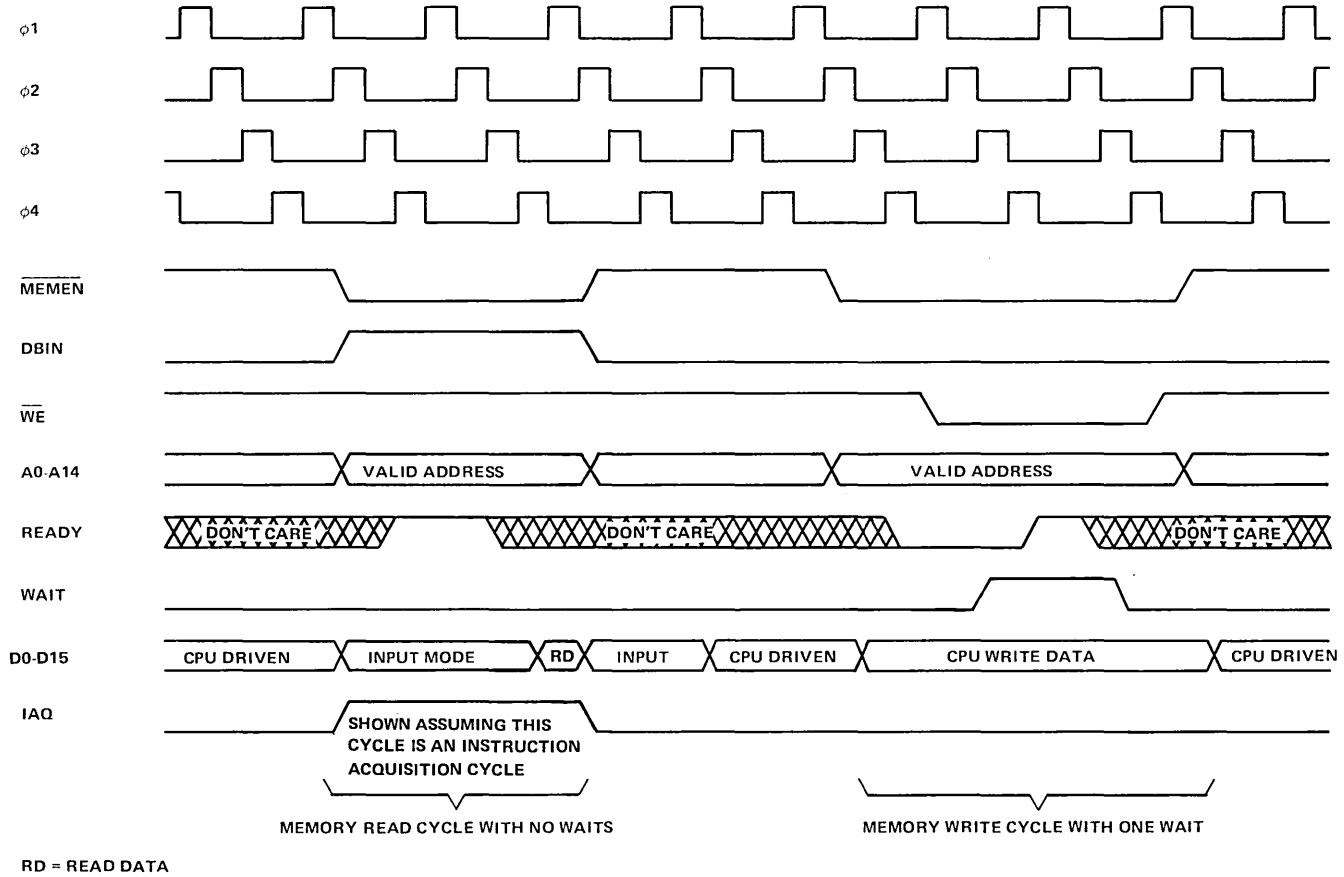 φ1
φ2
φ3
φ4
MEMEN
DBIN
WE
A0-A14 VALID ADDRESS VALID ADDRESS
READY DON'T CARE DON'T CARE DON'T CARE
WAIT
D0-D15 CPU DRIVEN INPUT MODE RD INPUT CPU DRIVEN CPU WRITE DATA CPU DRIVEN
IAQ
SHOWN ASSUMING THIS
CYCLE IS AN INSTRUCTION
ACQUISITION CYCLE
MEMORY READ CYCLE WITH NO WAITS MEMORY WRITE CYCLE WITH ONE WAIT
RD = READ DATA